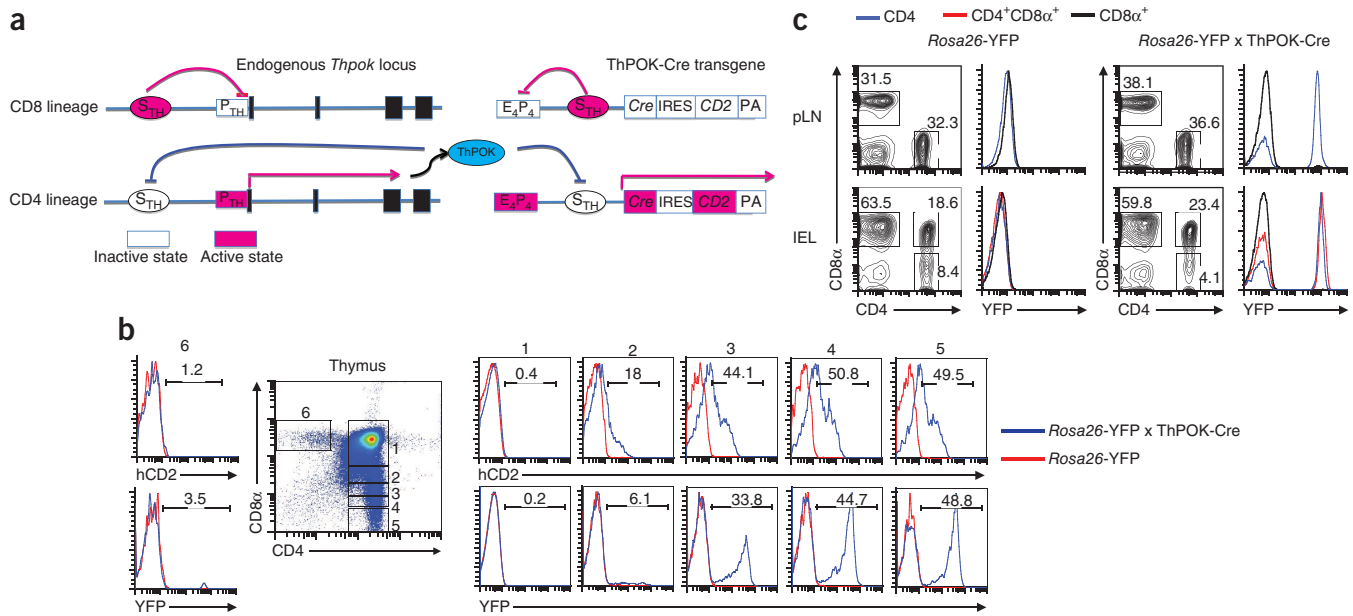 a
Endogenous Thpok locus
ThPOK-Cre transgene
CD8 lineage
STH
PTH
E4P4
STH
Cre
IRES
CD2
PA
ThPOK
CD4 lineage
STH
PTH
E4P4
STH
Cre
IRES
CD2
PA
Inactive state
Active state
c
CD4
CD4+CD8α+
CD8α+
Rosa26-YFP
Rosa26-YFP x ThPOK-Cre
pLN
31.5
32.3
38.1
36.6
IEL
63.5
18.6
8.4
59.8
23.4
4.1
CD8α
CD4
YFP
CD8α
CD4
YFP
b
6
1.2
hCD2
3.5
YFP
Thymus
6
1
2
3
4
5
CD8α
CD4
1
2
3
4
5
0.4
18
44.1
50.8
49.5
hCD2
0.2
6.1
33.8
44.7
48.8
YFP
Rosa26-YFP x ThPOK-Cre
Rosa26-YFP